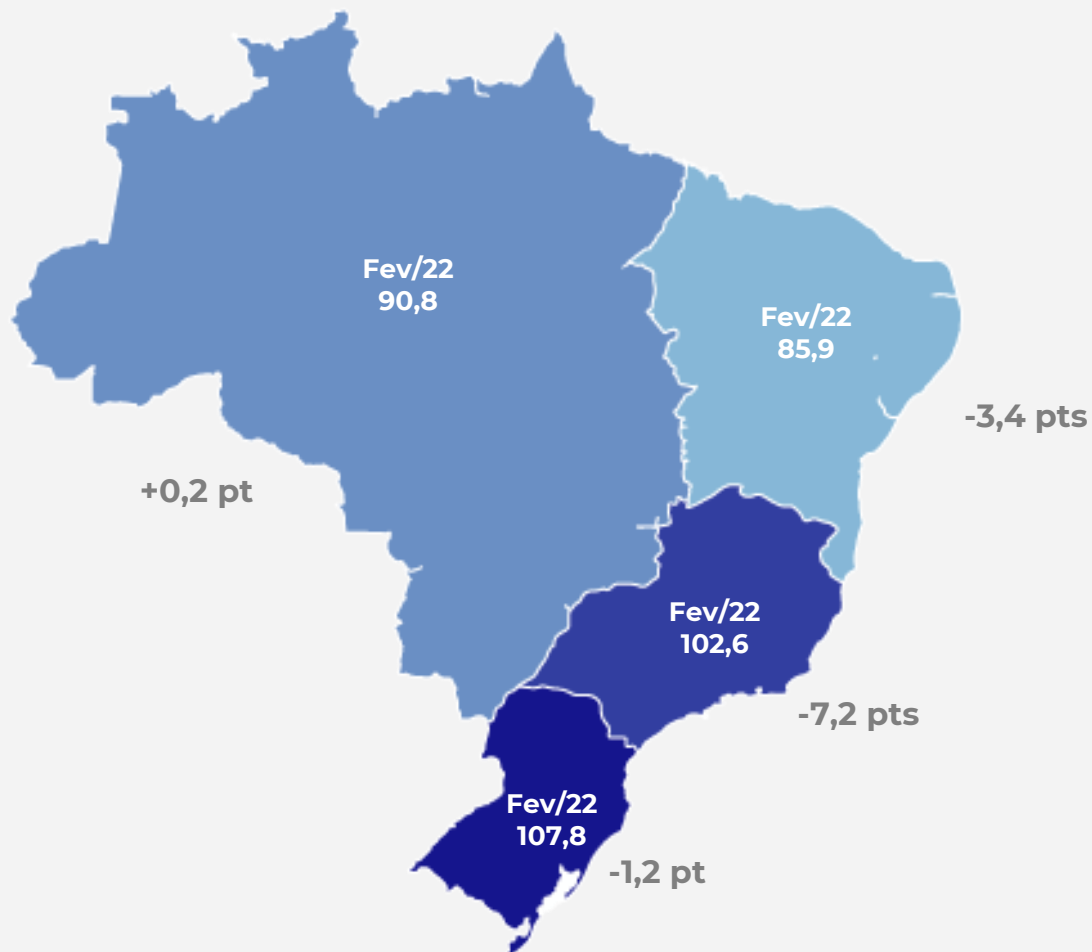 Fev/22
90,8
Fev/22
85,9
-3,4 pts
+0,2 pt
Fev/22
102,6
-7,2 pts
Fev/22
107,8
-1,2 pt